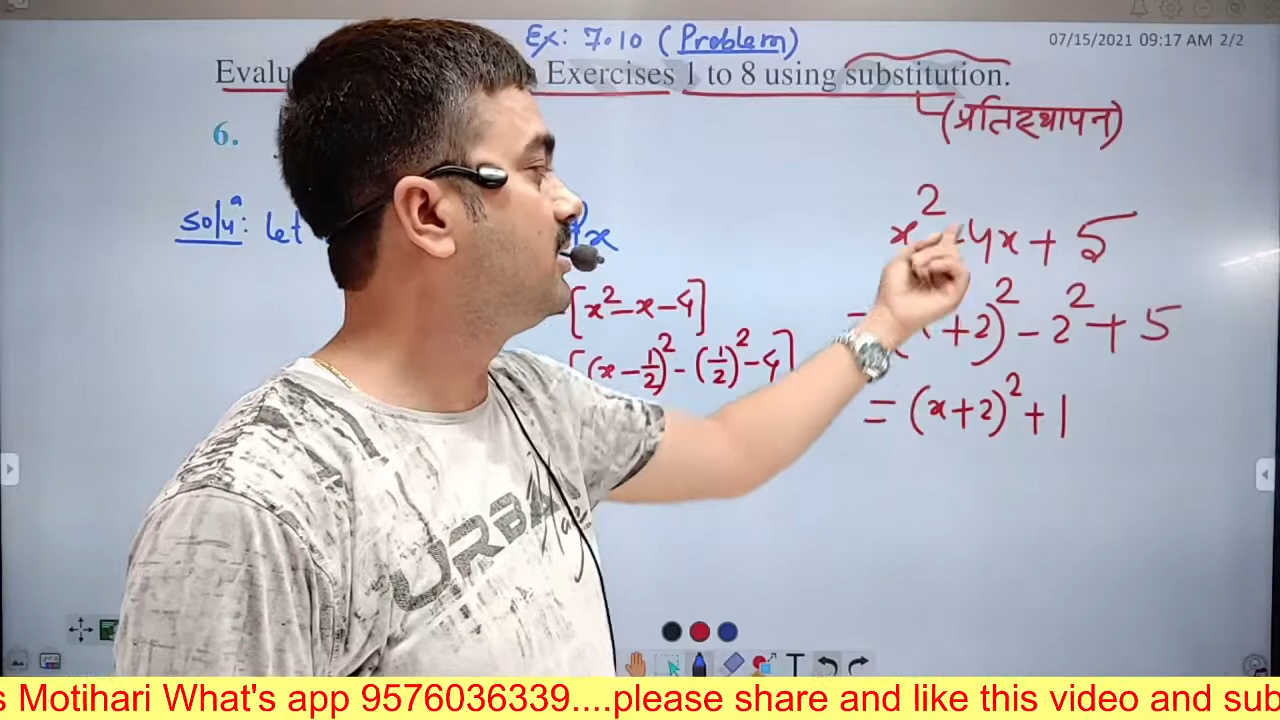 Ex: 7.10 (Problem)
07/15/2021 09:17 AM 2/2
Exercises 1 to 8 using substitution.
(प्रतिस्थापन)
6.
Solⁿ: Let
x
x² 4x + 5
[x² - x - 4]
+2)² - 2² + 5
[(x - 1/2)² - (1/2)² - 4]
= (x+2)² + 1
URBA
Motihari What's app 9576036339....please share and like this video and